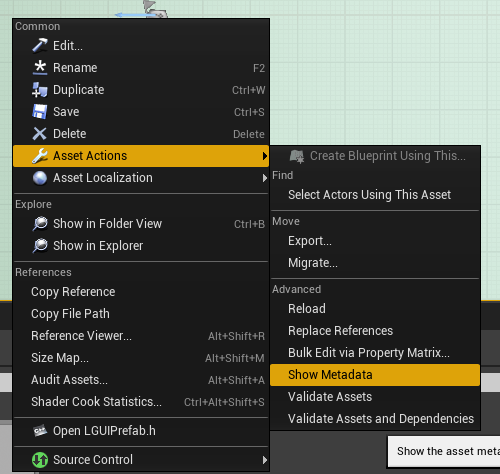 Common
Edit...
Rename F2
Duplicate Ctrl+W
Save Ctrl+S
Delete Delete
Asset Actions
Asset Localization
Explore
Show in Folder View Ctrl+B
Show in Explorer
References
Copy Reference
Copy File Path
Reference Viewer... Alt+Shift+R
Size Map... Alt+Shift+M
Audit Assets... Alt+Shift+A
Shader Cook Statistics... Ctrl+Alt+Shift+S
Open LGUIPrefab.h
Source Control
Create Blueprint Using This...
Find
Select Actors Using This Asset
Move
Export...
Migrate...
Advanced
Reload
Replace References
Bulk Edit via Property Matrix...
Show Metadata
Validate Assets
Validate Assets and Dependencies
Show the asset meta